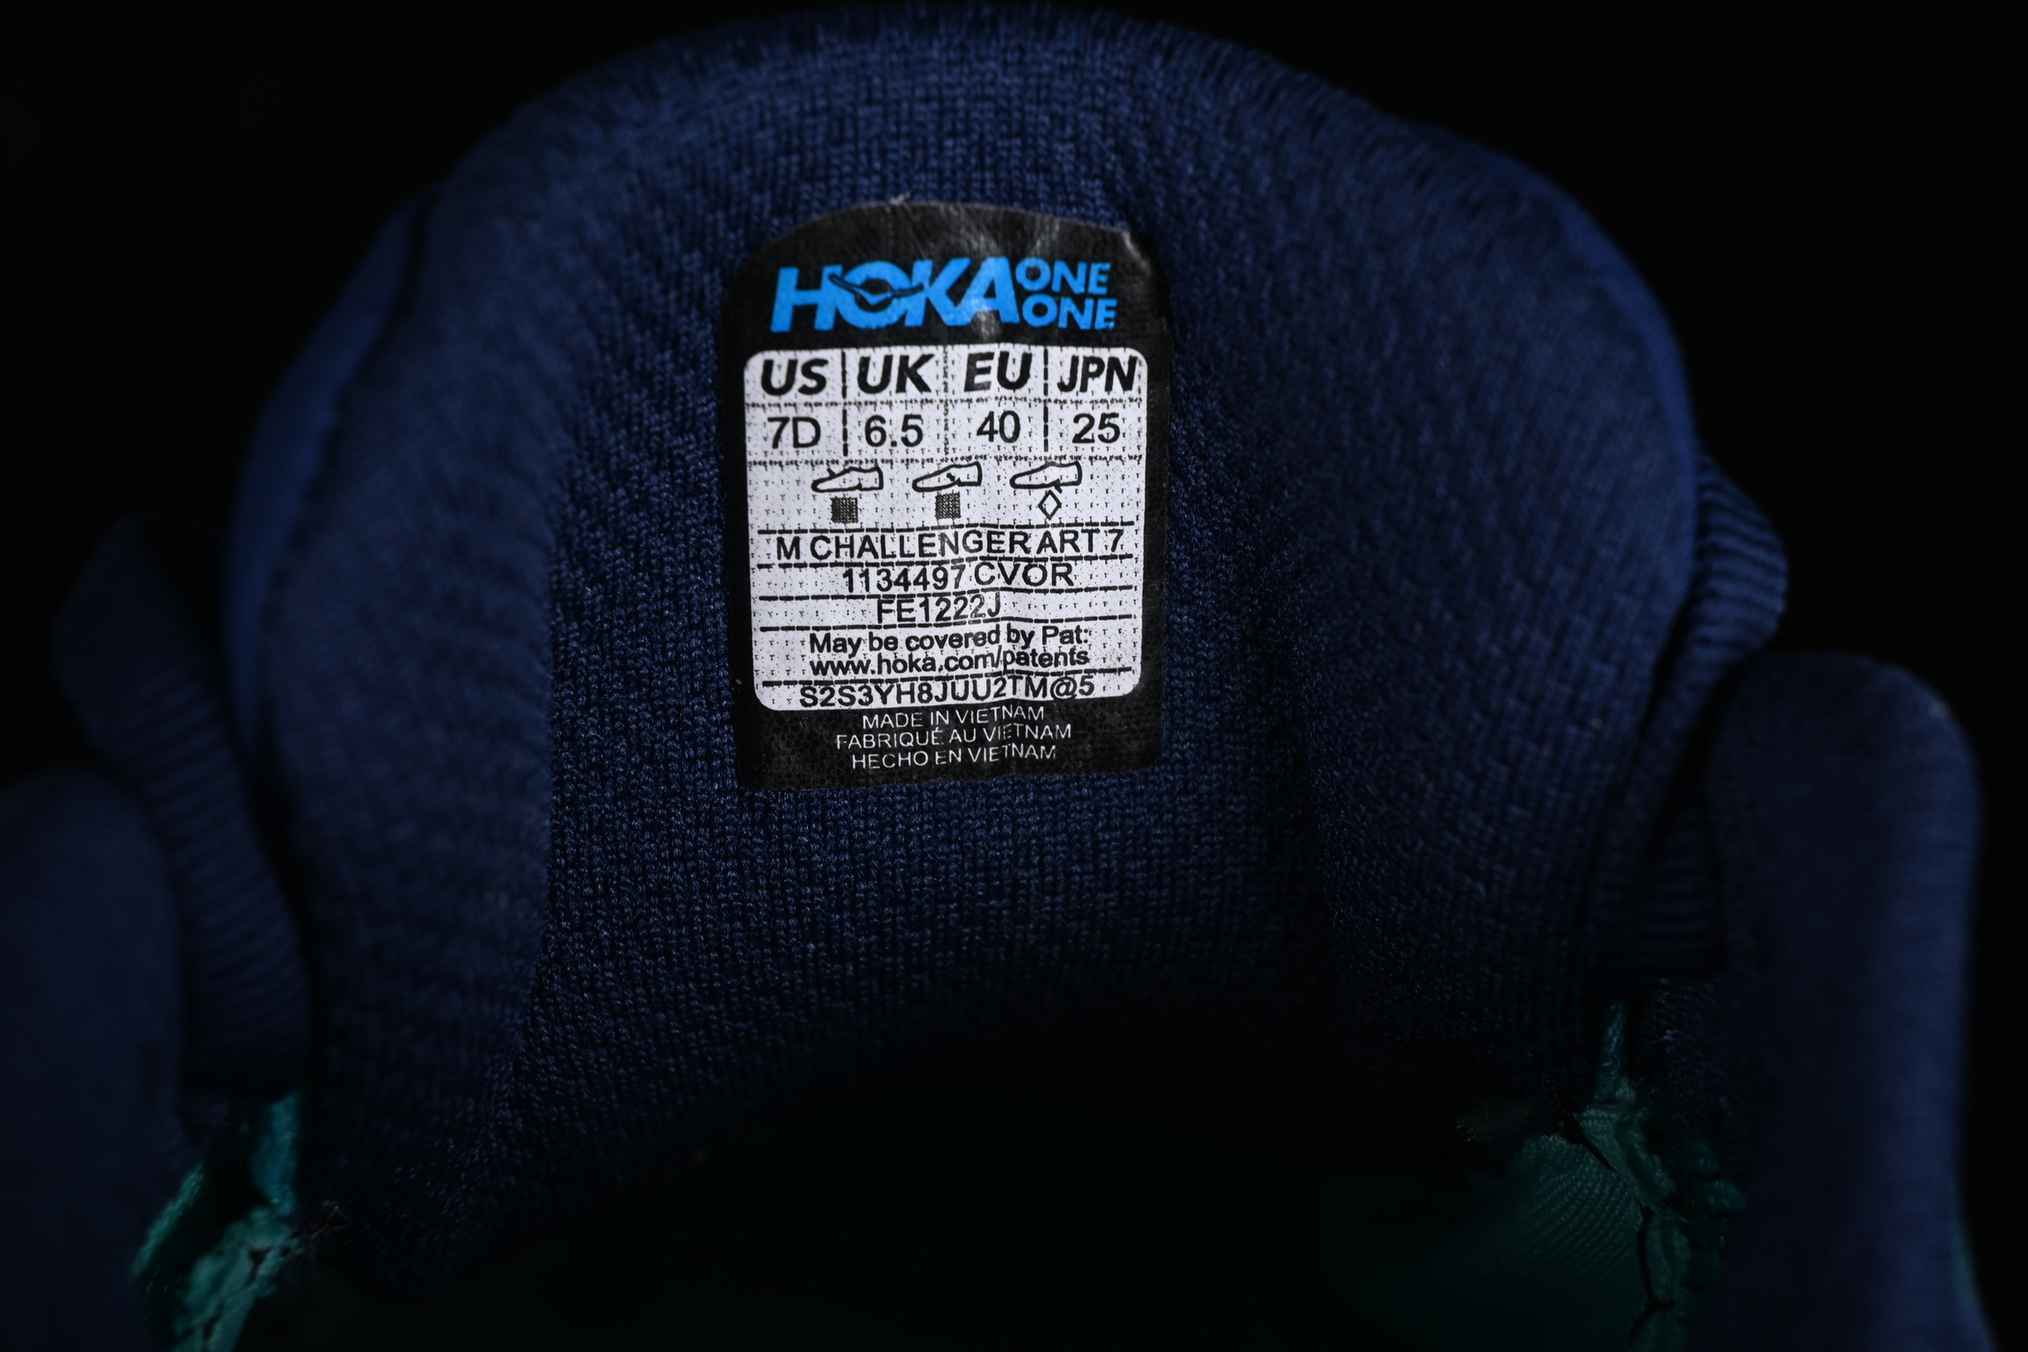 HOKA ONE ONE
US UK EU JPN
7D 6.5 40 25
M CHALLENGER ART 7
1134497 CVOR
FE1222J
May be covered by Pat:
www.hoka.com/patents
S2S3YH8JUU2TM@5
MADE IN VIETNAM
FABRIQUÉ AU VIETNAM
HECHO EN VIETNAM